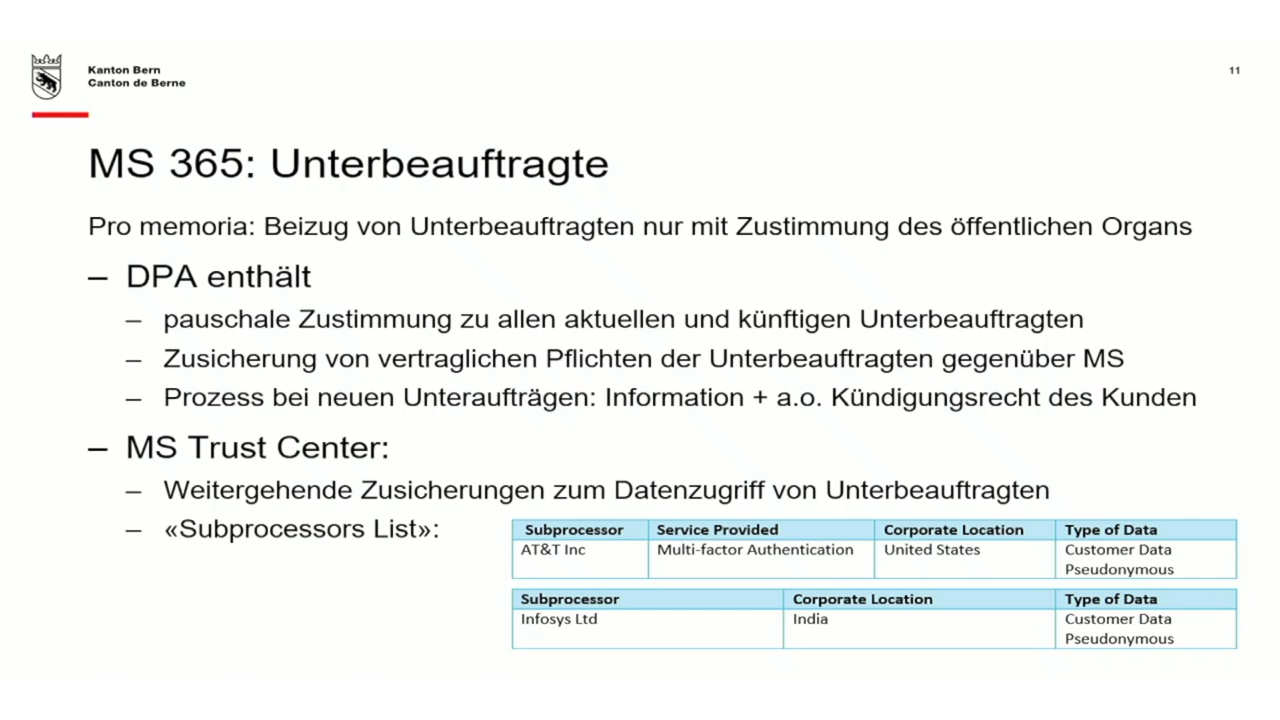 Kanton Bern
Canton de Berne
11
MS 365: Unterbeauftragte
Pro memoria: Beizug von Unterbeauftragten nur mit Zustimmung des öffentlichen Organs
– DPA enthält
– pauschale Zustimmung zu allen aktuellen und künftigen Unterbeauftragten
– Zusicherung von vertraglichen Pflichten der Unterbeauftragten gegenüber MS
– Prozess bei neuen Unteraufträgen: Information + a.o. Kündigungsrecht des Kunden
– MS Trust Center:
– Weitergehende Zusicherungen zum Datenzugriff von Unterbeauftragten
– «Subprocessors List»:
Subprocessor Service Provided Corporate Location Type of Data
AT&T Inc Multi-factor Authentication United States Customer Data
Pseudonymous
Subprocessor Corporate Location Type of Data
Infosys Ltd India Customer Data
Pseudonymous